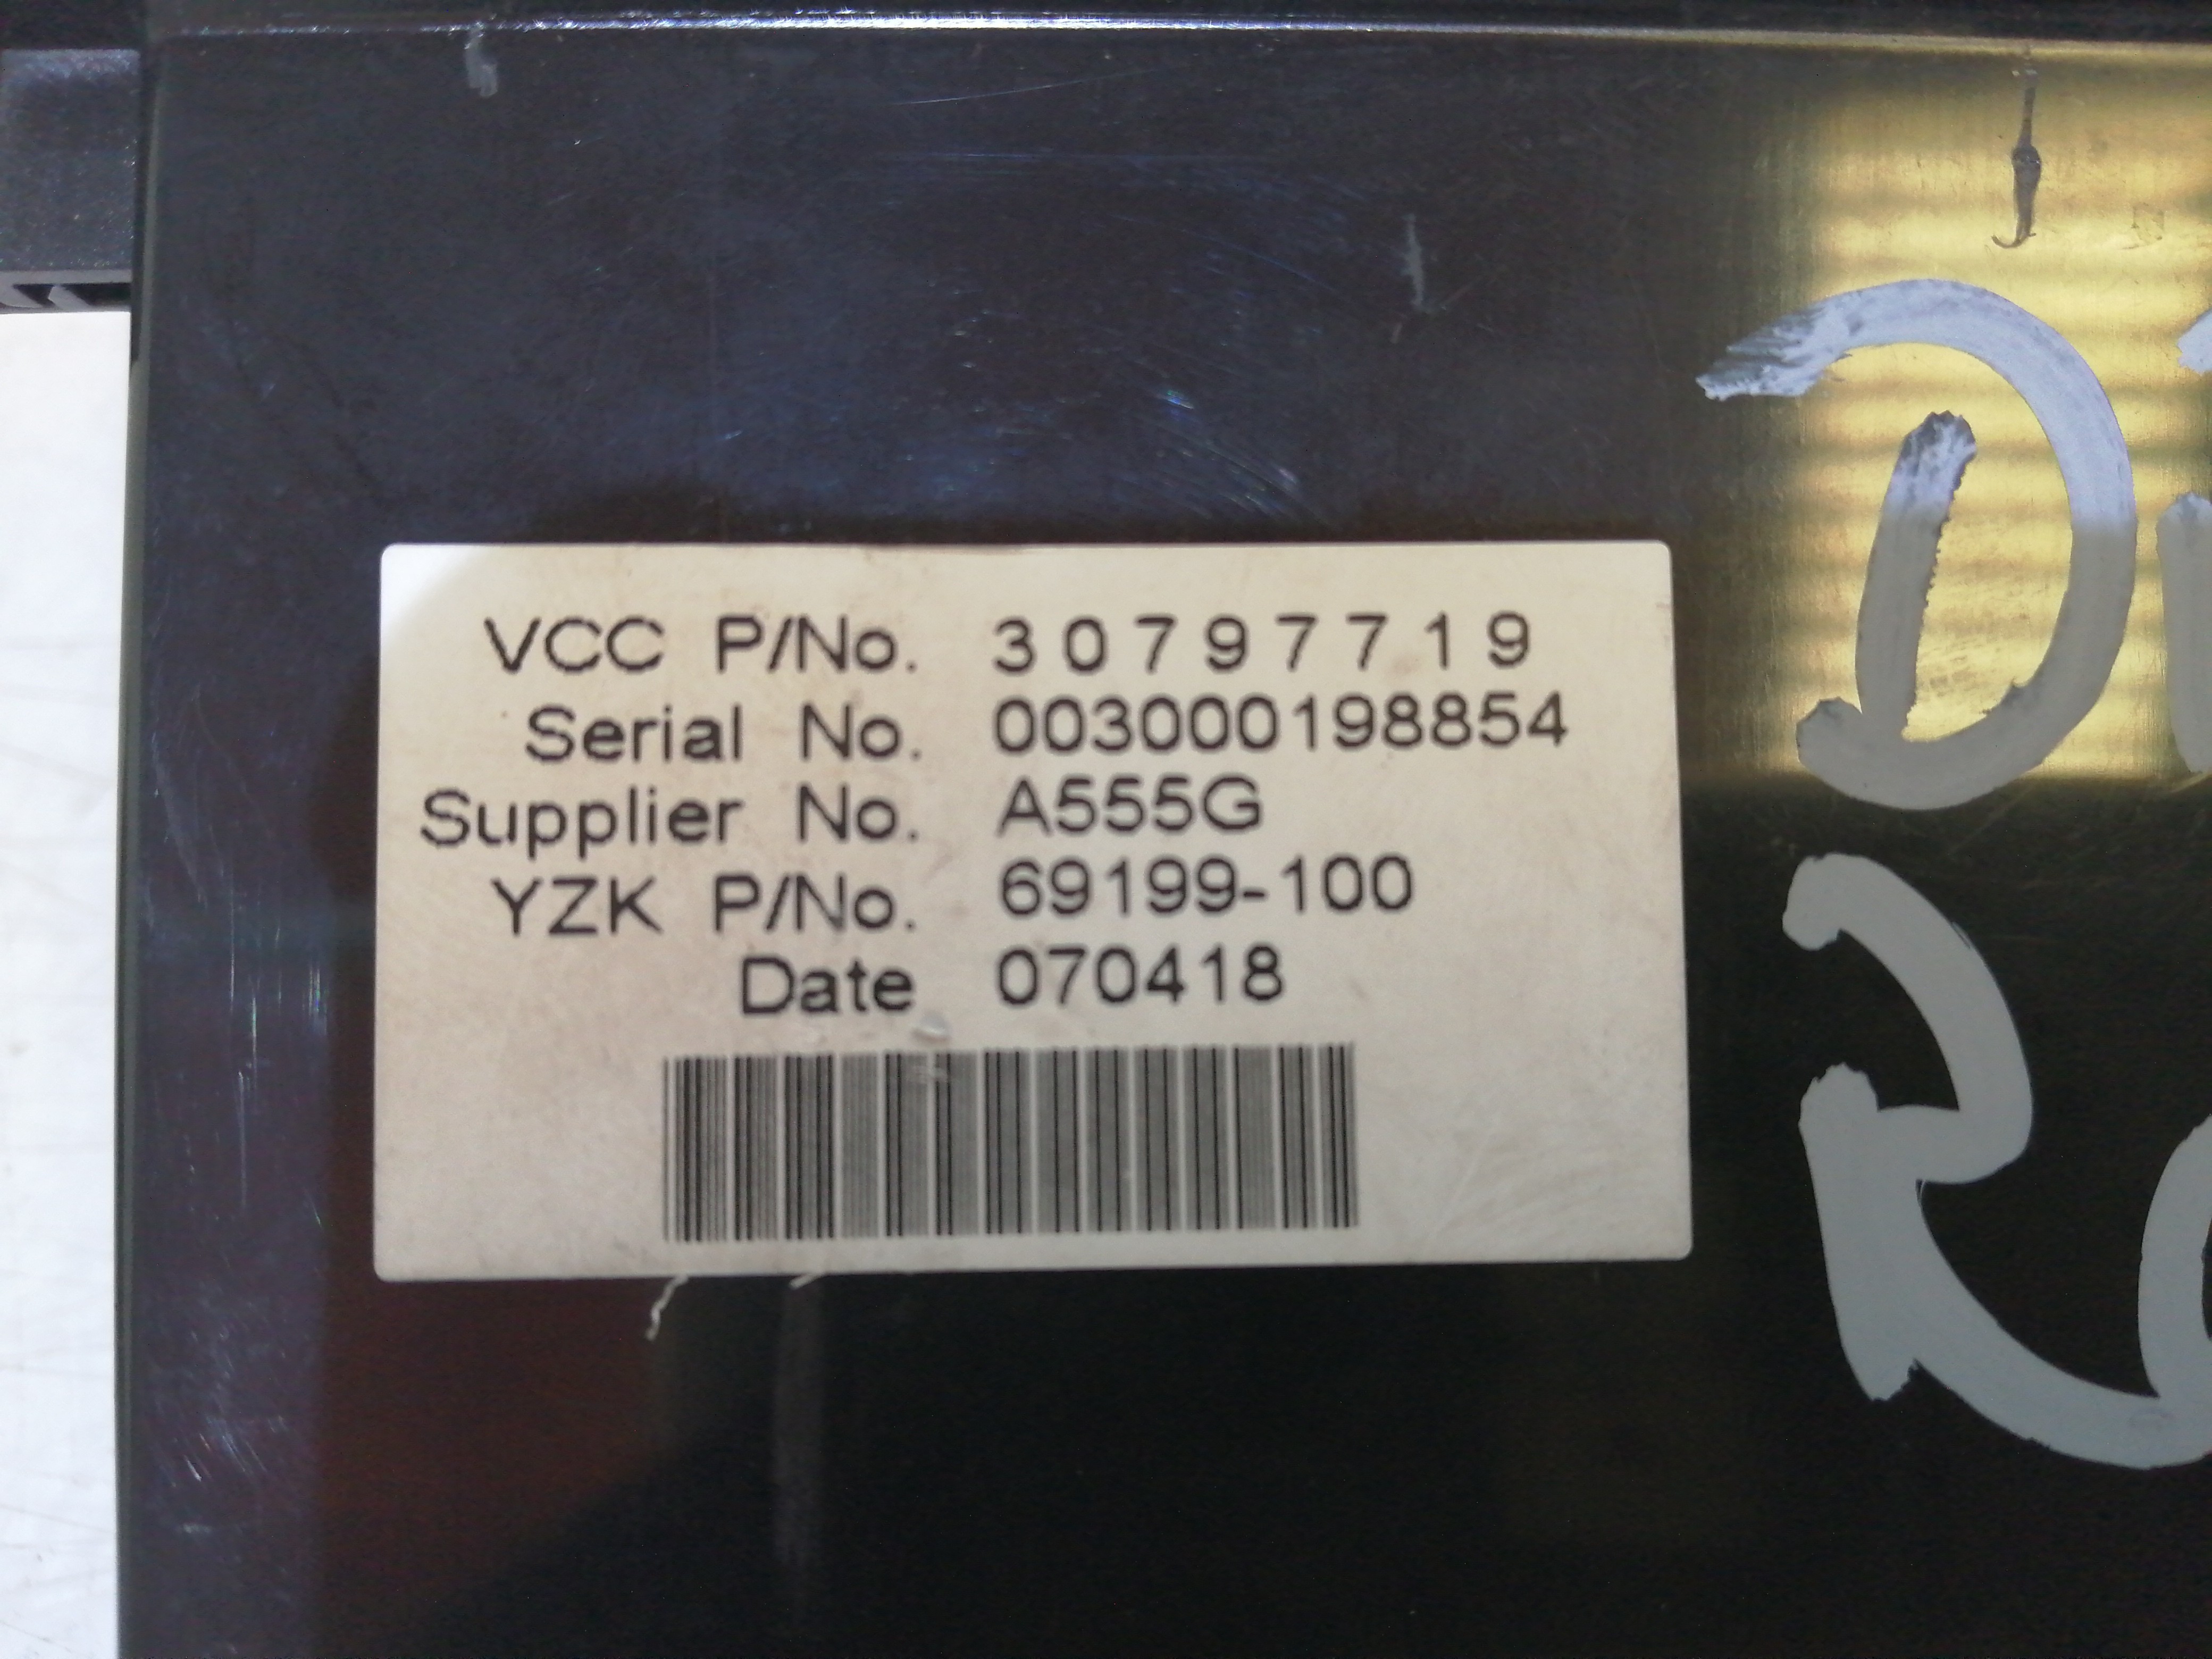 VCC P/No. 30797719
Serial No. 003000198854
Supplier No. A555G
YZK P/No. 69199-100
Date 070418